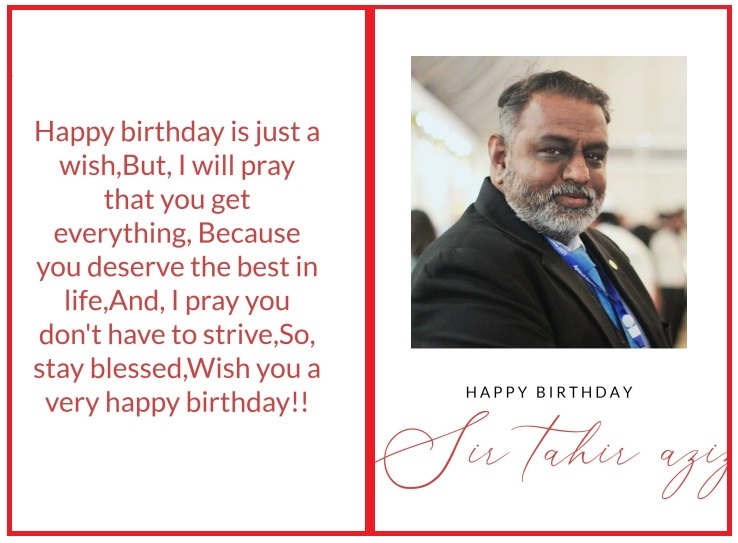 Happy birthday is just a
wish,But, I will pray
that you get
everything, Because
you deserve the best in
life,And, I pray you
don't have to strive,So,
stay blessed,Wish you a
very happy birthday!!
HAPPY BIRTHDAY
Sir Tahir aziz